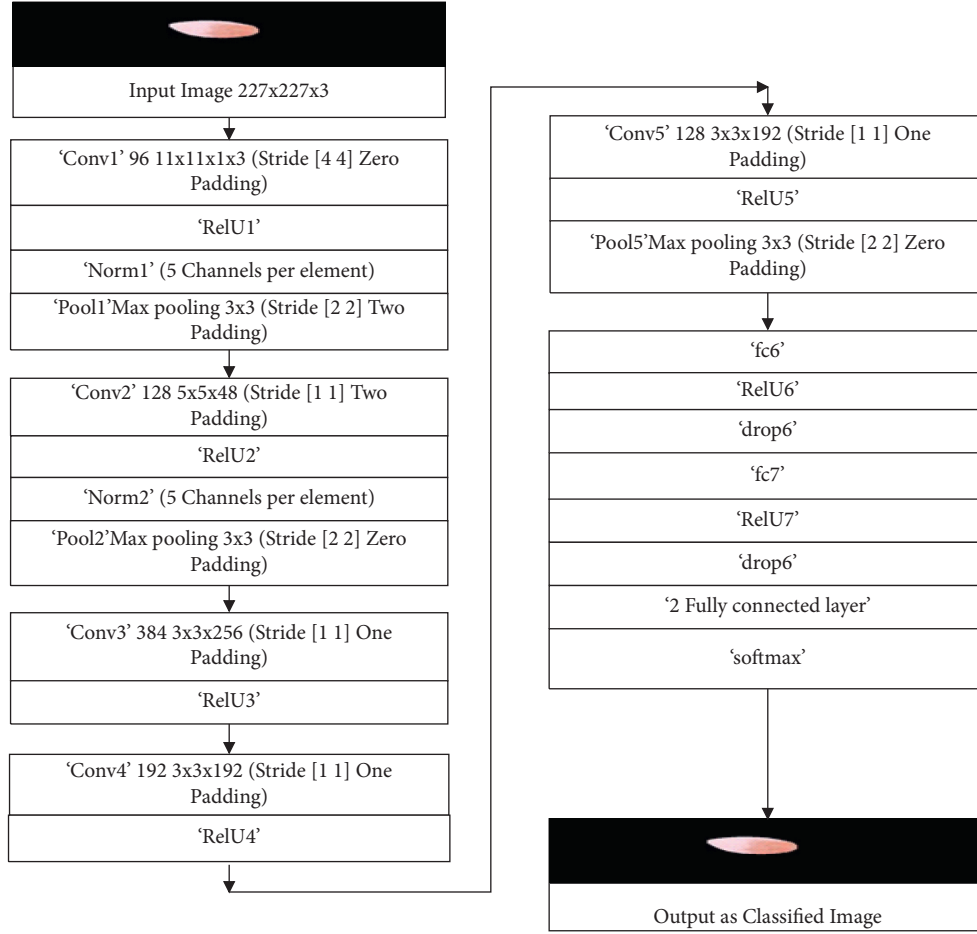 Input Image 227x227x3
‘Conv1’ 96 11x11x1x3 (Stride [4 4] Zero
Padding)
‘RelU1’
‘Norm1’ (5 Channels per element)
‘Pool1’Max pooling 3x3 (Stride [2 2] Two
Padding)
‘Conv2’ 128 5x5x48 (Stride [1 1] Two
Padding)
‘RelU2’
‘Norm2’ (5 Channels per element)
‘Pool2’Max pooling 3x3 (Stride [2 2] Zero
Padding)
‘Conv3’ 384 3x3x256 (Stride [1 1] One
Padding)
‘RelU3’
‘Conv4’ 192 3x3x192 (Stride [1 1] One
Padding)
‘RelU4’
‘Conv5’ 128 3x3x192 (Stride [1 1] One
Padding)
‘RelU5’
‘Pool5’Max pooling 3x3 (Stride [2 2] Zero
Padding)
‘fc6’
‘RelU6’
‘drop6’
‘fc7’
‘RelU7’
‘drop6’
‘2 Fully connected layer’
‘softmax’
Output as Classified Image